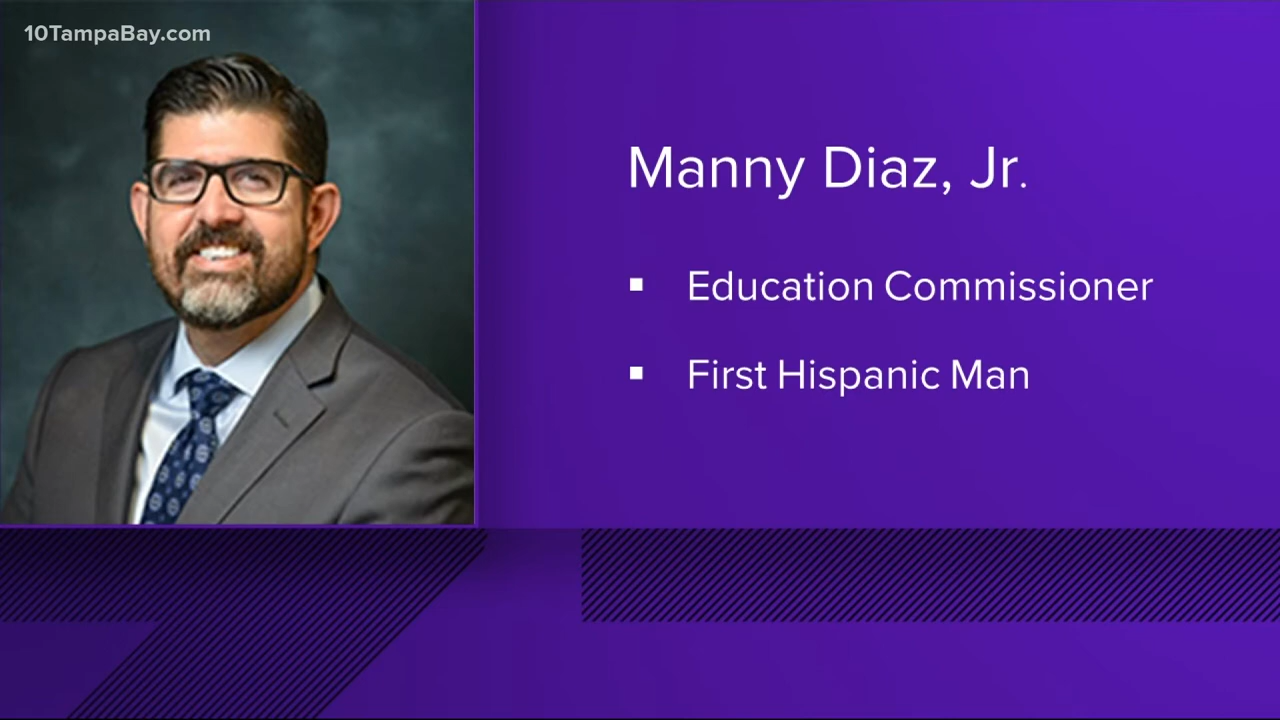 10TampaBay.com
Manny Diaz, Jr.
▪ Education Commissioner
▪ First Hispanic Man